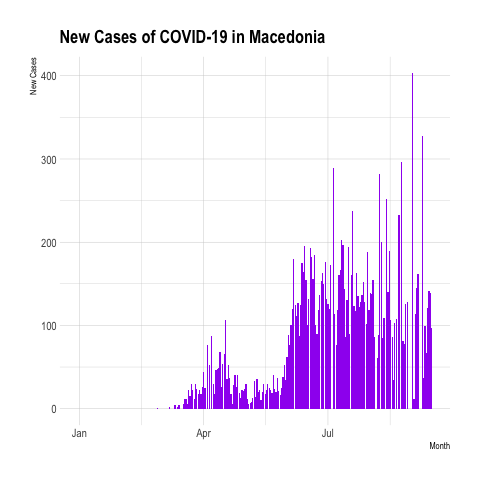 New Cases of COVID-19 in Macedonia
New Cases
400
300
200
100
0
Jan
Apr
Jul
Month